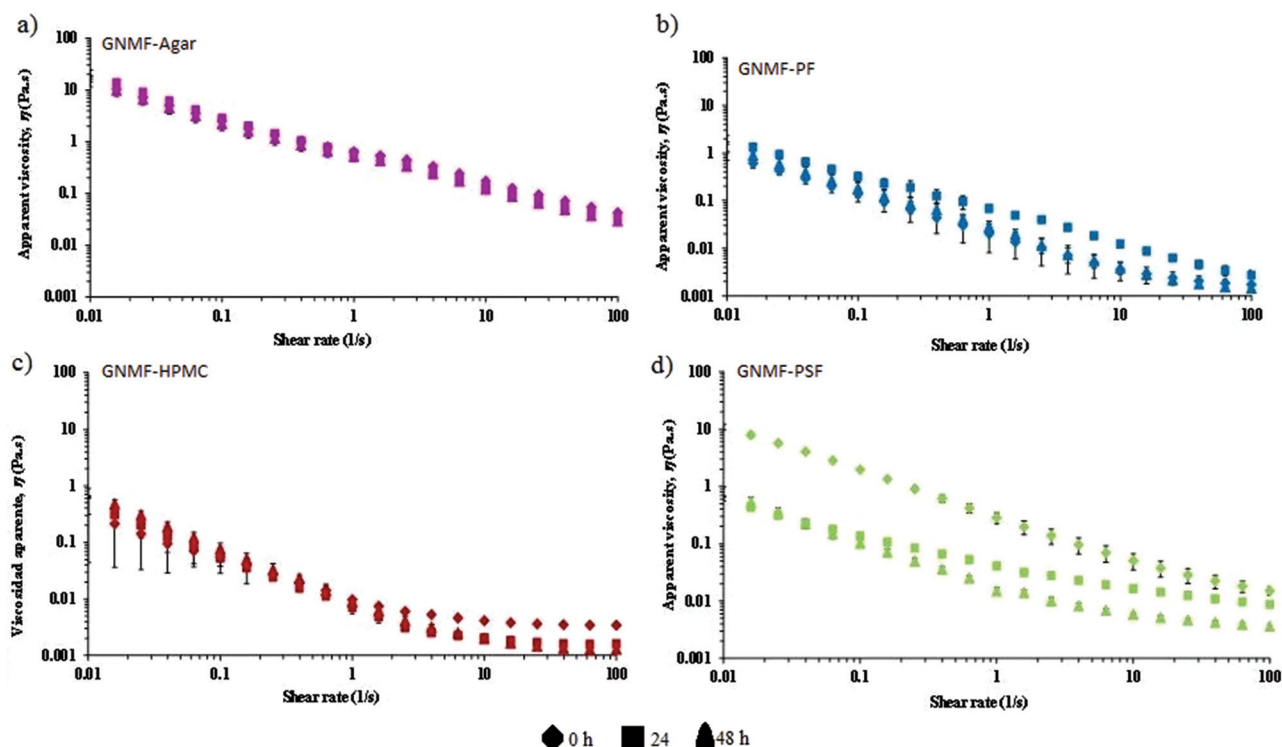 a)
GNMF-Agar
100
10
1
0.1
0.01
0.001
Apparent viscosity, η (Pa.s)
0.01 0.1 1 10 100
Shear rate (1/s)
b)
GNMF-PF
100
10
1
0.1
0.01
0.001
Apparent viscosity, η (Pa.s)
0.01 0.1 1 10 100
Shear rate (1/s)
c)
GNMF-HPMC
100
10
1
0.1
0.01
0.001
Viscosidad aparente, η (Pa.s)
0.01 0.1 1 10 100
Shear rate (1/s)
d)
GNMF-PSF
100
10
1
0.1
0.01
0.001
Apparent viscosity, η (Pa.s)
0.01 0.1 1 10 100
Shear rate (1/s)
0 h 24 48 h